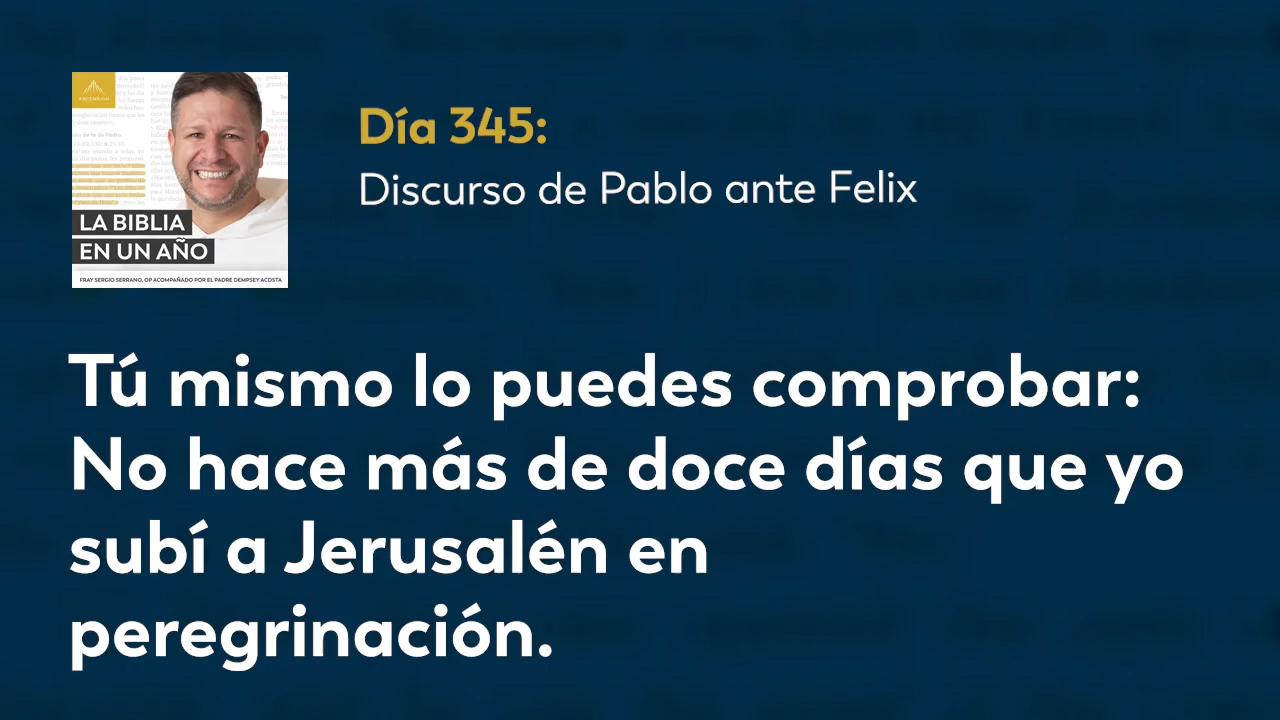 ASCENSION
LA BIBLIA
EN UN AÑO
FRAY SERGIO SERRANO, OP ACOMPAÑADO POR EL PADRE DEMPSEY ACOSTA
Día 345:
Discurso de Pablo ante Felix
Tú mismo lo puedes comprobar:
No hace más de doce días que yo
subí a Jerusalén en
peregrinación.